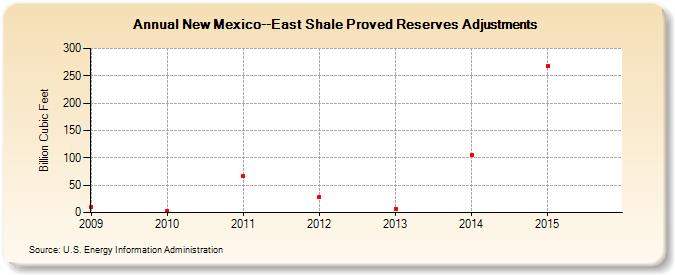 Annual New Mexico--East Shale Proved Reserves Adjustments
Billion Cubic Feet
300
250
200
150
100
50
0
2009 2010 2011 2012 2013 2014 2015
Source: U.S. Energy Information Administration